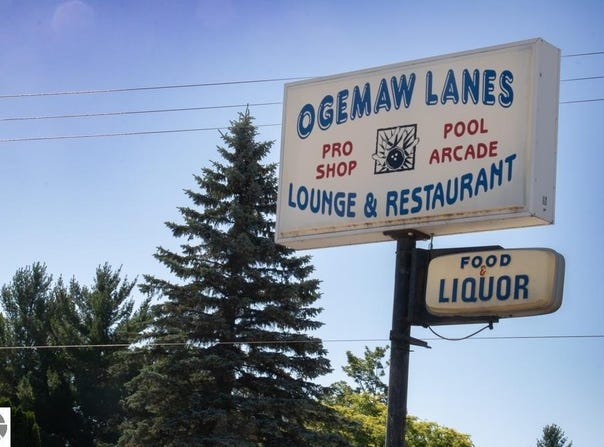 OGEMAW LANES
PRO SHOP
POOL ARCADE
LOUNGE & RESTAURANT
FOOD
&
LIQUOR